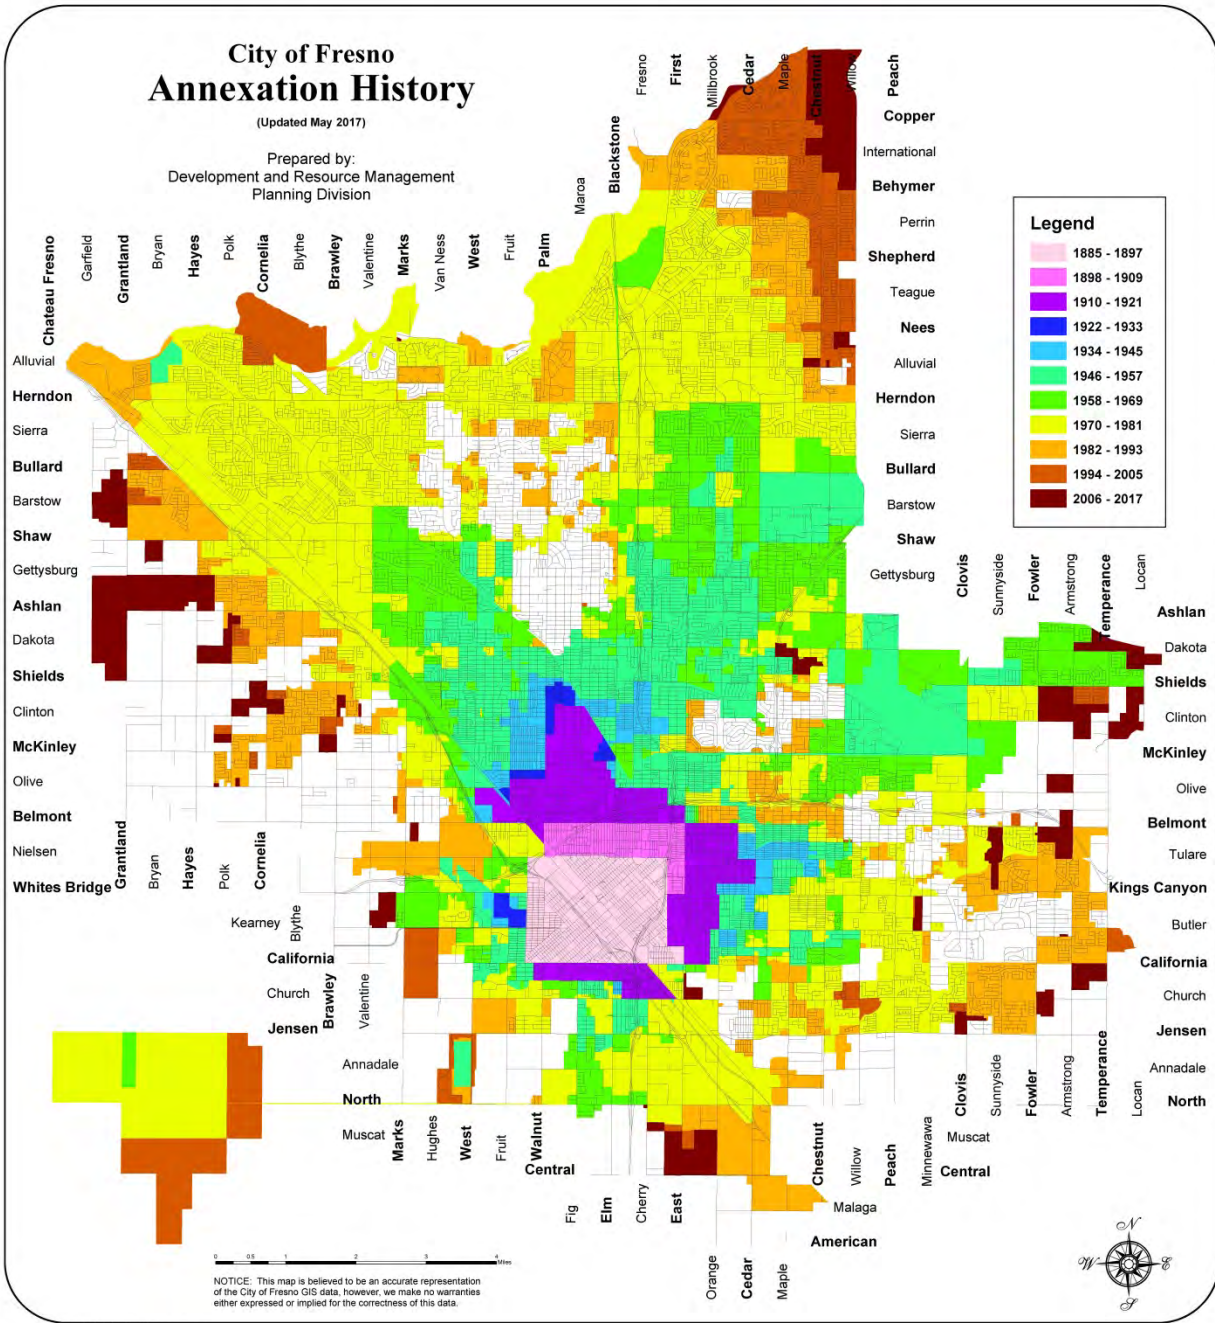 City of Fresno
Annexation History
(Updated May 2017)
Prepared by:
Development and Resource Management
Planning Division
Fresno
First
Millbrook
Cedar
Maple
Chestnut
Willow
Peach
Blackstone
Maroa
Copper
International
Behymer
Perrin
Shepherd
Teague
Nees
Alluvial
Herndon
Sierra
Bullard
Barstow
Shaw
Gettysburg
Legend
1885 - 1897
1898 - 1909
1910 - 1921
1922 - 1933
1934 - 1945
1946 - 1957
1958 - 1969
1970 - 1981
1982 - 1993
1994 - 2005
2006 - 2017
Chateau Fresno
Garfield
Grantland
Bryan
Hayes
Polk
Cornelia
Blythe
Brawley
Valentine
Marks
Van Ness
West
Fruit
Palm
Alluvial
Herndon
Sierra
Bullard
Barstow
Shaw
Gettysburg
Ashlan
Dakota
Shields
Clinton
McKinley
Olive
Belmont
Nielsen
Whites Bridge
Grantland
Bryan
Hayes
Polk
Cornelia
Kearney
Blythe
California
Church
Jensen
Brawley
Valentine
Annadale
North
Muscat
Marks
Hughes
West
Fruit
Walnut
Central
Fig
Elm
Cherry
East
Orange
Cedar
Maple
Clovis
Sunnyside
Fowler
Armstrong
Temperance
Locan
Ashlan
Dakota
Shields
Clinton
McKinley
Olive
Belmont
Tulare
Kings Canyon
Butler
California
Church
Jensen
Annadale
North
Chestnut
Willow
Peach
Minnewawa
Clovis
Sunnyside
Fowler
Armstrong
Temperance
Locan
Muscat
Central
Malaga
American
0 0.5 1 2 3 4
Miles
NOTICE: This map is believed to be an accurate representation
of the City of Fresno GIS data, however, we make no warranties
either expressed or implied for the correctness of this data.
N
W E
S